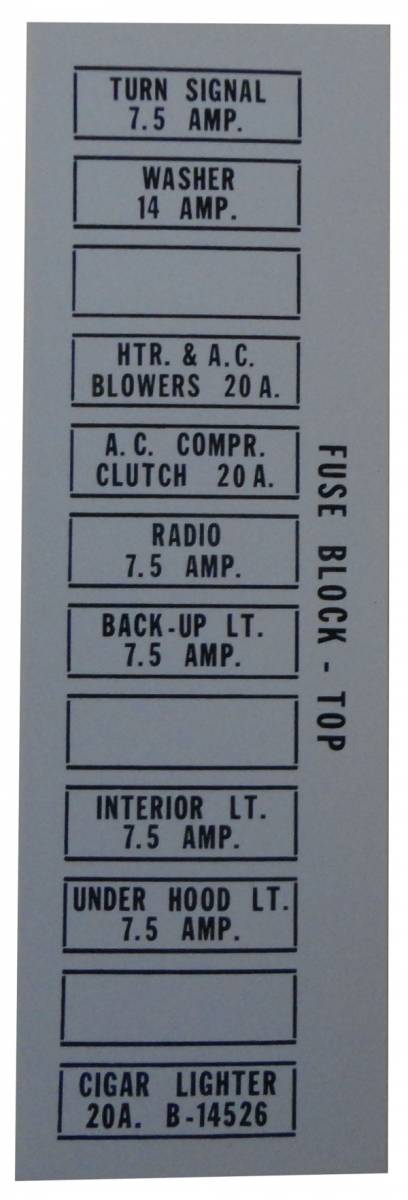 TURN SIGNAL
7.5 AMP.
WASHER
14 AMP.
HTR. & A.C.
BLOWERS 20 A.
A.C. COMPR.
CLUTCH 20 A.
RADIO
7.5 AMP.
BACK-UP LT.
7.5 AMP.
INTERIOR LT.
7.5 AMP.
UNDER HOOD LT.
7.5 AMP.
CIGAR LIGHTER
20A. B-14526
FUSE BLOCK - TOP